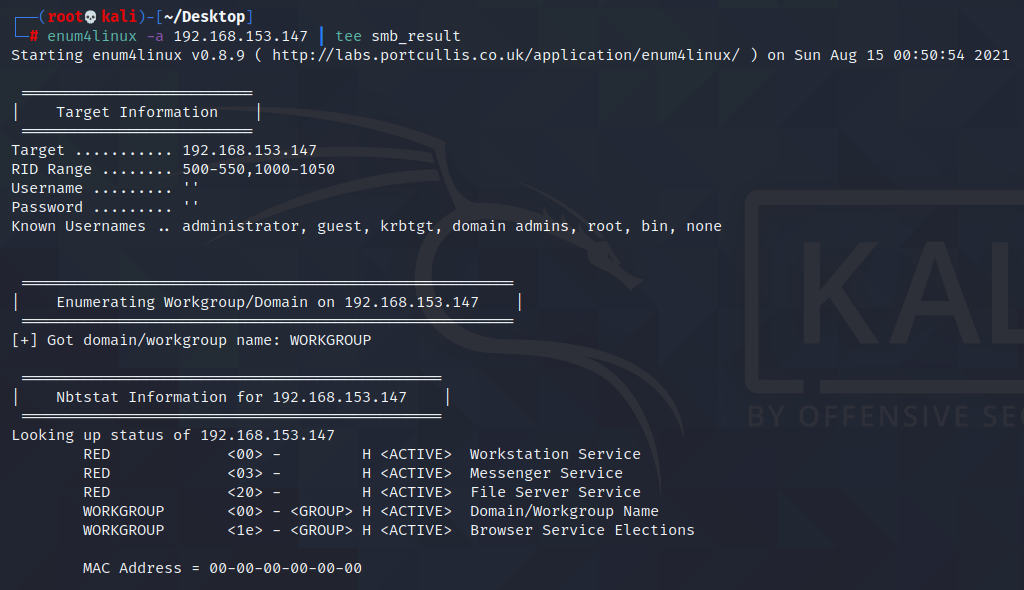 ┌──(root💀kali)-[~/Desktop]
└─# enum4linux -a 192.168.153.147 | tee smb_result
Starting enum4linux v0.8.9 ( http://labs.portcullis.co.uk/application/enum4linux/ ) on Sun Aug 15 00:50:54 2021
==========================
|    Target Information    |
==========================
Target ........... 192.168.153.147
RID Range ........ 500-550,1000-1050
Username ......... ''
Password ......... ''
Known Usernames .. administrator, guest, krbtgt, domain admins, root, bin, none
=======================================================
|    Enumerating Workgroup/Domain on 192.168.153.147    |
=======================================================
[+] Got domain/workgroup name: WORKGROUP
===============================================
|    Nbtstat Information for 192.168.153.147    |
===============================================
Looking up status of 192.168.153.147
RED             <00> -         H <ACTIVE>  Workstation Service
RED             <03> -         H <ACTIVE>  Messenger Service
RED             <20> -         H <ACTIVE>  File Server Service
WORKGROUP       <00> - <GROUP> H <ACTIVE>  Domain/Workgroup Name
WORKGROUP       <1e> - <GROUP> H <ACTIVE>  Browser Service Elections
MAC Address = 00-00-00-00-00-00
KAL
BY OFFENSIVE SEC